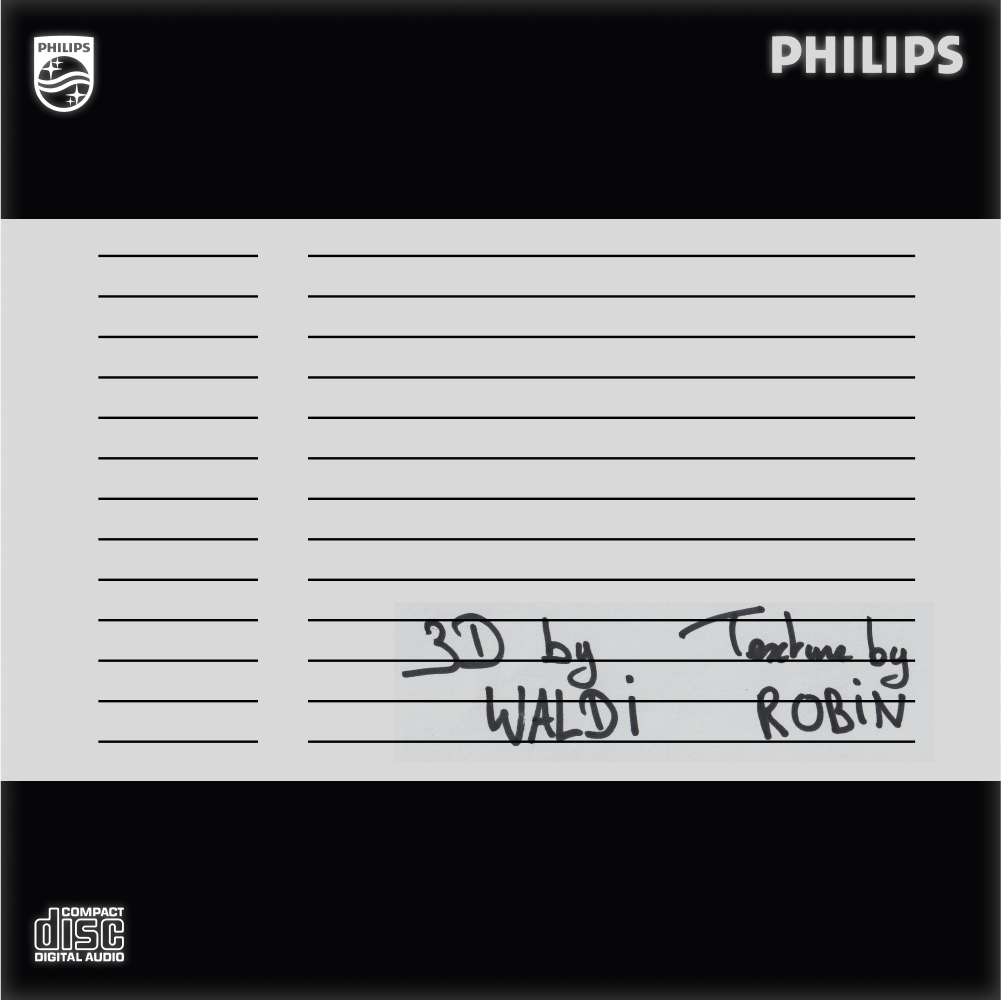 PHILIPS
PHILIPS
3D by Texture by
WALDi ROBiN
COMPACT
disc
DIGITAL AUDIO